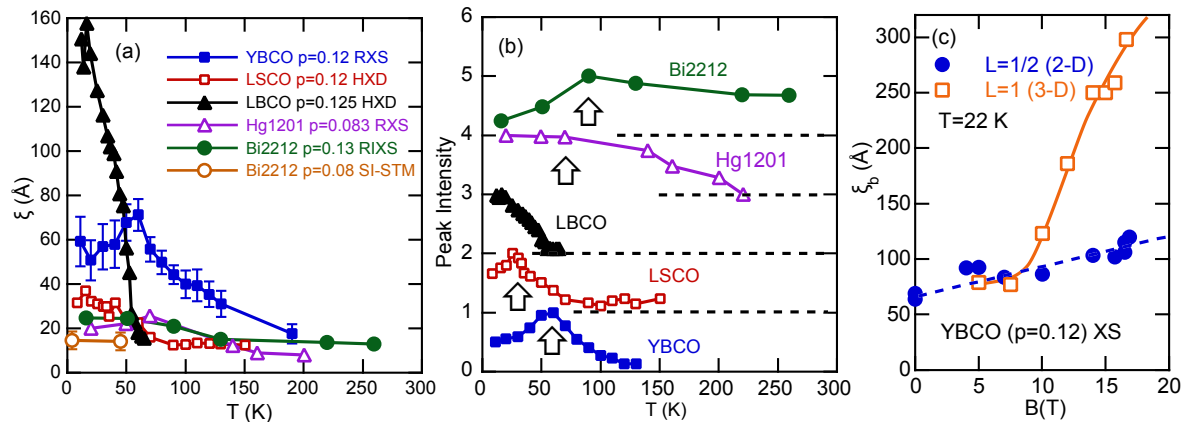 (a)
YBCO p=0.12 RXS
LSCO p=0.12 HXD
LBCO p=0.125 HXD
Hg1201 p=0.083 RXS
Bi2212 p=0.13 RIXS
Bi2212 p=0.08 SI-STM
ξ (Å)
160
140
120
100
80
60
40
20
0
0 50 100 150 200 250 300
T (K)
(b)
Bi2212
Hg1201
LBCO
LSCO
YBCO
Peak Intensity
6
5
4
3
2
1
0
0 50 100 150 200 250 300
T (K)
(c)
L=1/2 (2-D)
L=1 (3-D)
T=22 K
YBCO (p=0.12) XS
ξb (Å)
300
250
200
150
100
50
0
0 5 10 15 20
B(T)